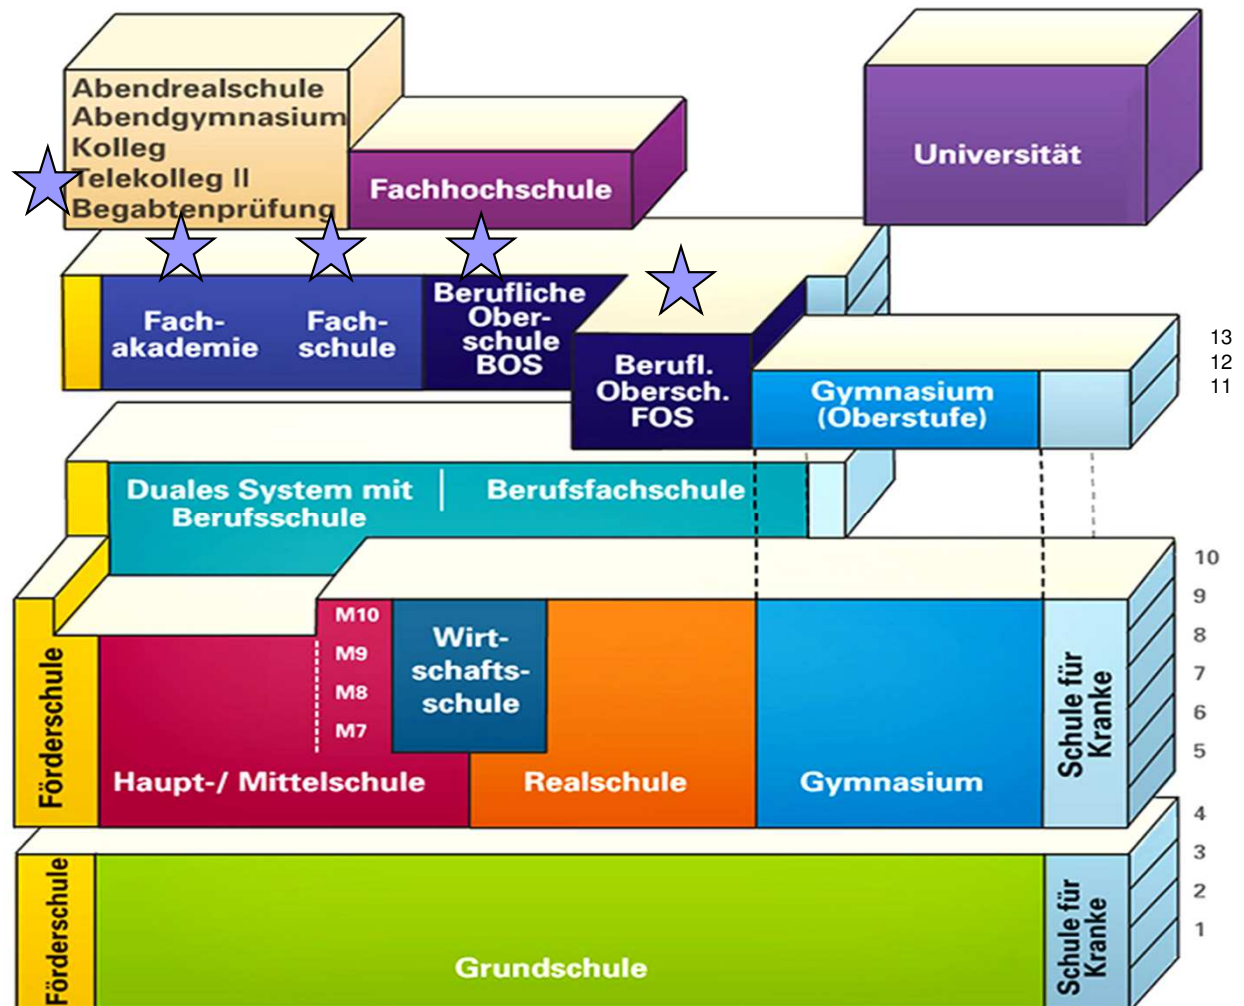 Abendrealschule
Abendgymnasium
Kolleg
Telekolleg II
Begabtenprüfung
Fachhochschule
Universität
Fach-
akademie
Fach-
schule
Berufliche
Ober-
schule
BOS
Berufl.
Obersch.
FOS
Gymnasium
(Oberstufe)
13
12
11
Duales System mit
Berufsschule
Berufsfachschule
10
9
8
7
6
5
Förderschule
M10
M9
M8
M7
Haupt-/ Mittelschule
Wirt-
schafts-
schule
Realschule
Gymnasium
Schule für
Kranke
4
3
2
1
Förderschule
Grundschule
Schule für
Kranke